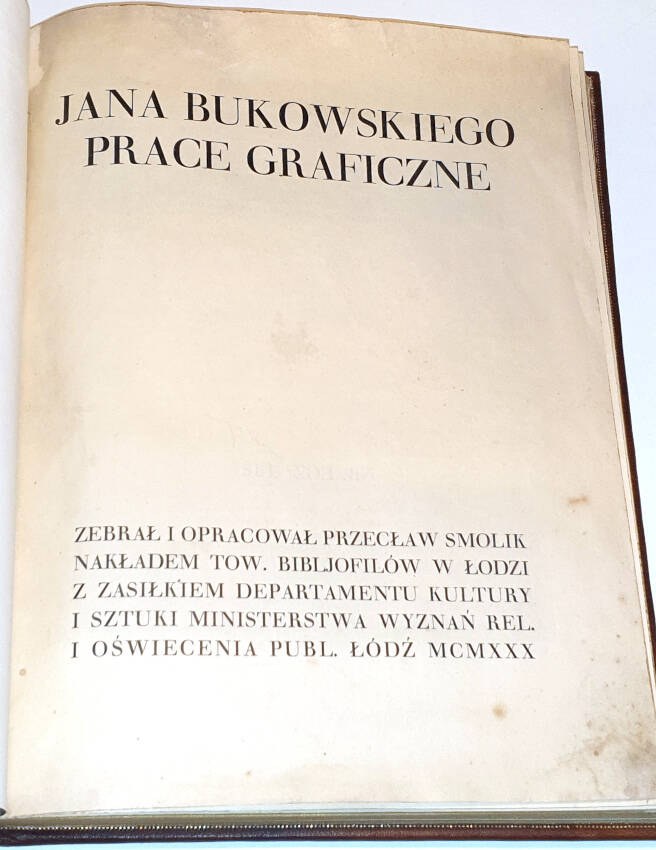 JANA BUKOWSKIEGO
PRACE GRAFICZNE
ZEBRAŁ I OPRACOWAŁ PRZECŁAW SMOLIK
NAKŁADEM TOW. BIBLJOFILÓW W ŁODZI
Z ZASIŁKIEM DEPARTAMENTU KULTURY
I SZTUKI MINISTERSTWA WYZNAŃ REL.
I OŚWIECENIA PUBL. ŁÓDŹ MCMXXX